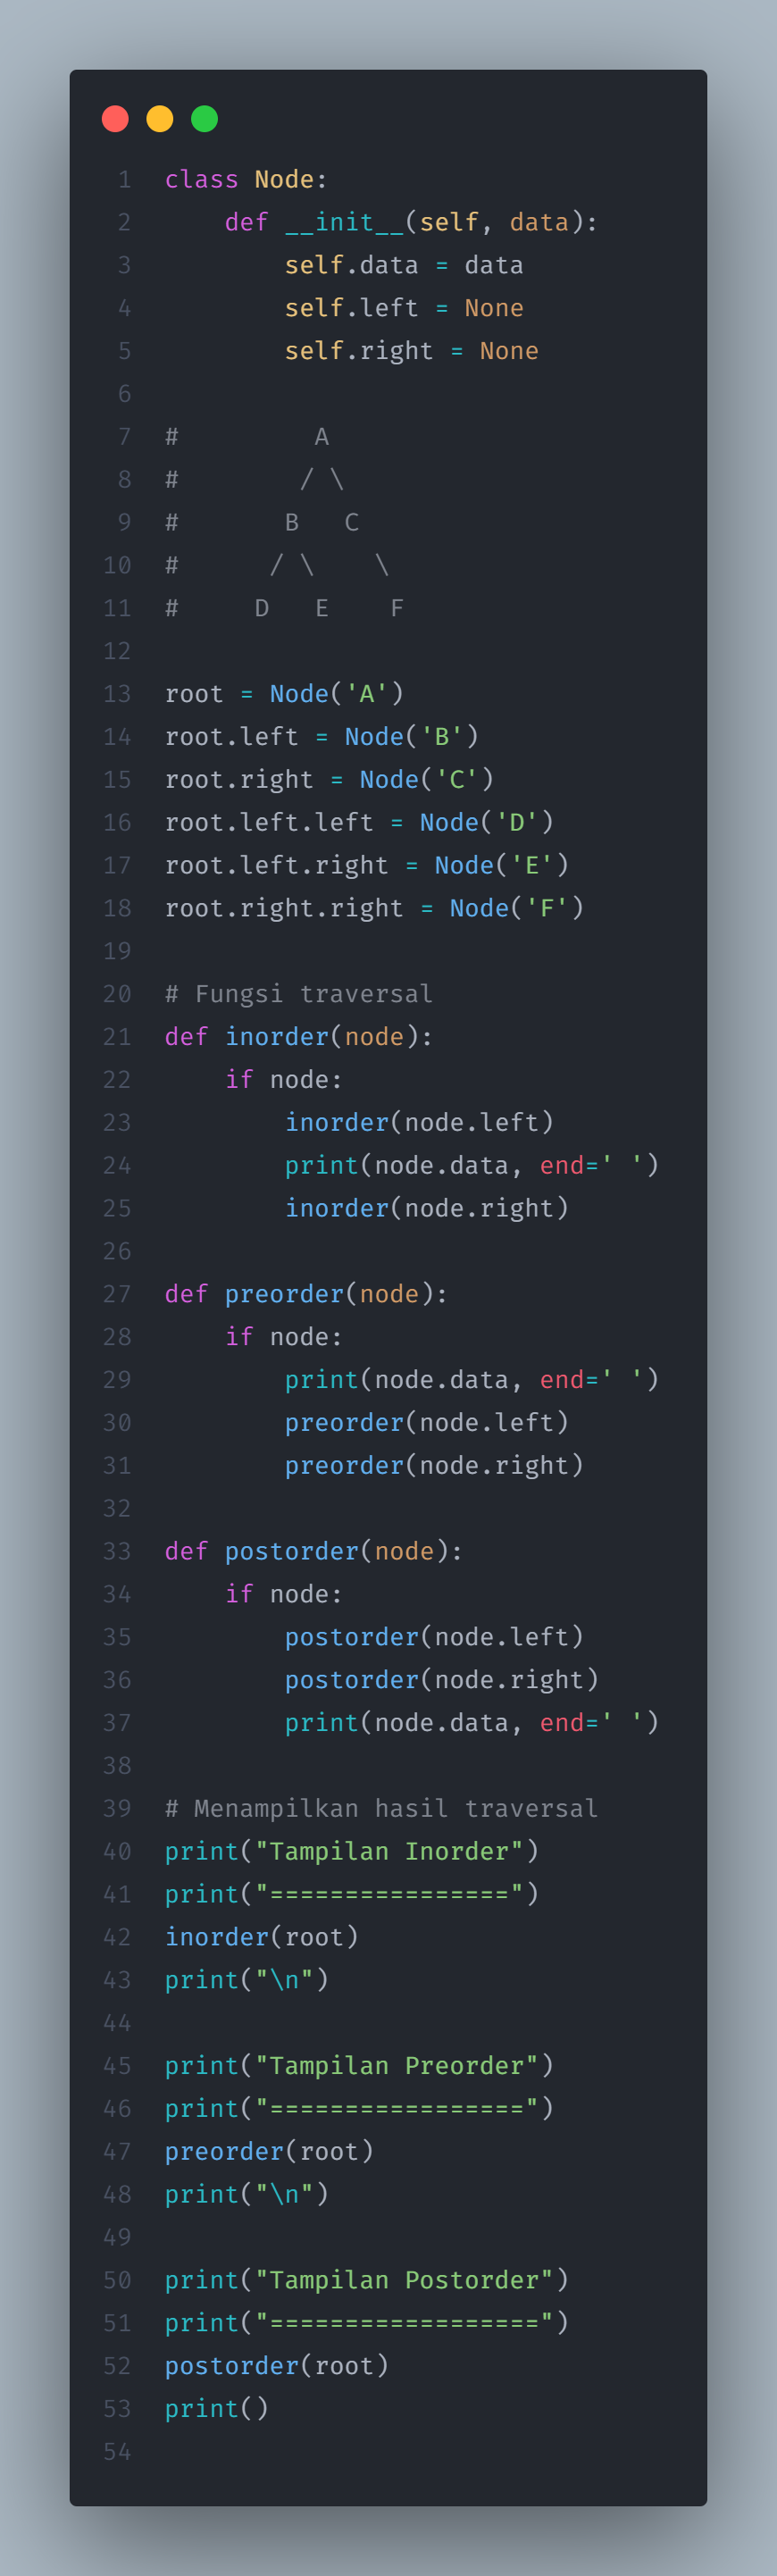 1 class Node:
2     def __init__(self, data):
3         self.data = data
4         self.left = None
5         self.right = None
6
7 #         A
8 #        / \
9 #       B   C
10 #      / \    \
11 #     D   E    F
12
13 root = Node('A')
14 root.left = Node('B')
15 root.right = Node('C')
16 root.left.left = Node('D')
17 root.left.right = Node('E')
18 root.right.right = Node('F')
19
20 # Fungsi traversal
21 def inorder(node):
22     if node:
23         inorder(node.left)
24         print(node.data, end=' ')
25         inorder(node.right)
26
27 def preorder(node):
28     if node:
29         print(node.data, end=' ')
30         preorder(node.left)
31         preorder(node.right)
32
33 def postorder(node):
34     if node:
35         postorder(node.left)
36         postorder(node.right)
37         print(node.data, end=' ')
38
39 # Menampilkan hasil traversal
40 print("Tampilan Inorder")
41 print("================")
42 inorder(root)
43 print("\n")
44
45 print("Tampilan Preorder")
46 print("=================")
47 preorder(root)
48 print("\n")
49
50 print("Tampilan Postorder")
51 print("==================")
52 postorder(root)
53 print()
54